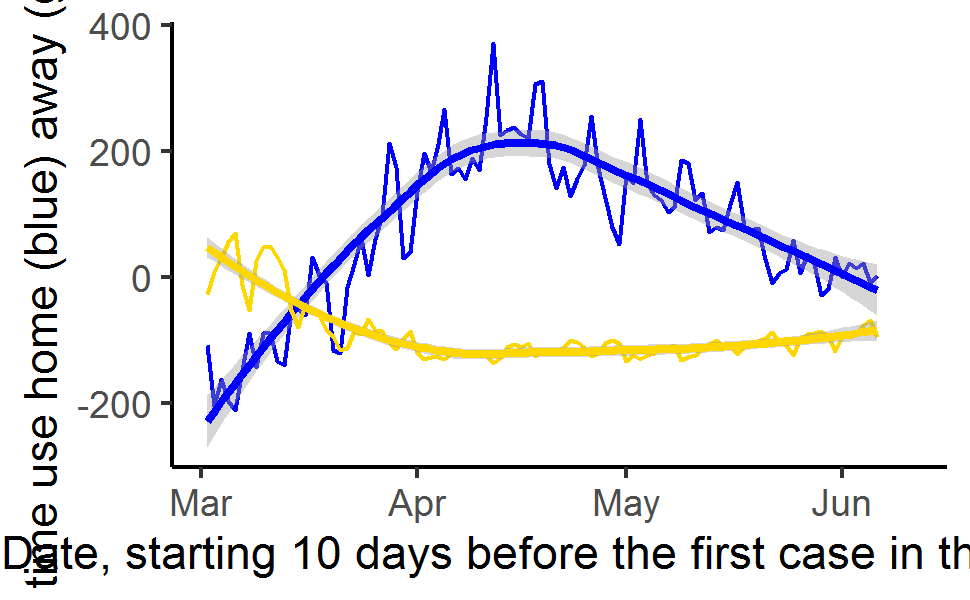 time use home (blue) away (
400
200
0
-200
Mar Apr May Jun
Date, starting 10 days before the first case in th